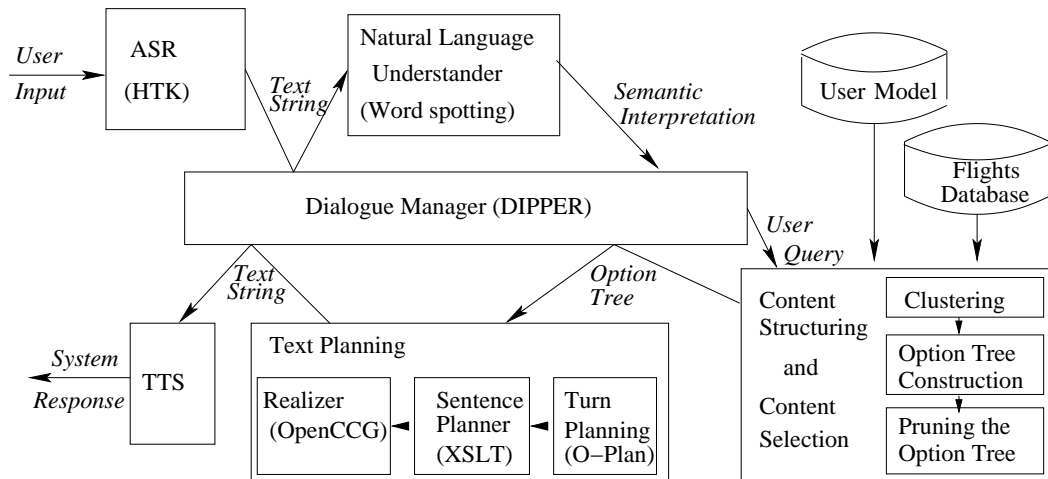 User
Input
ASR
(HTK)
Text
String
Natural Language
Understander
(Word spotting)
Semantic
Interpretation
User Model
Flights
Database
Dialogue Manager (DIPPER)
User
Query
Text
String
Option
Tree
System
Response
TTS
Text Planning
Realizer
(OpenCCG)
Sentence
Planner
(XSLT)
Turn
Planning
(O−Plan)
Content
Structuring
and
Content
Selection
Clustering
Option Tree
Construction
Pruning the
Option Tree